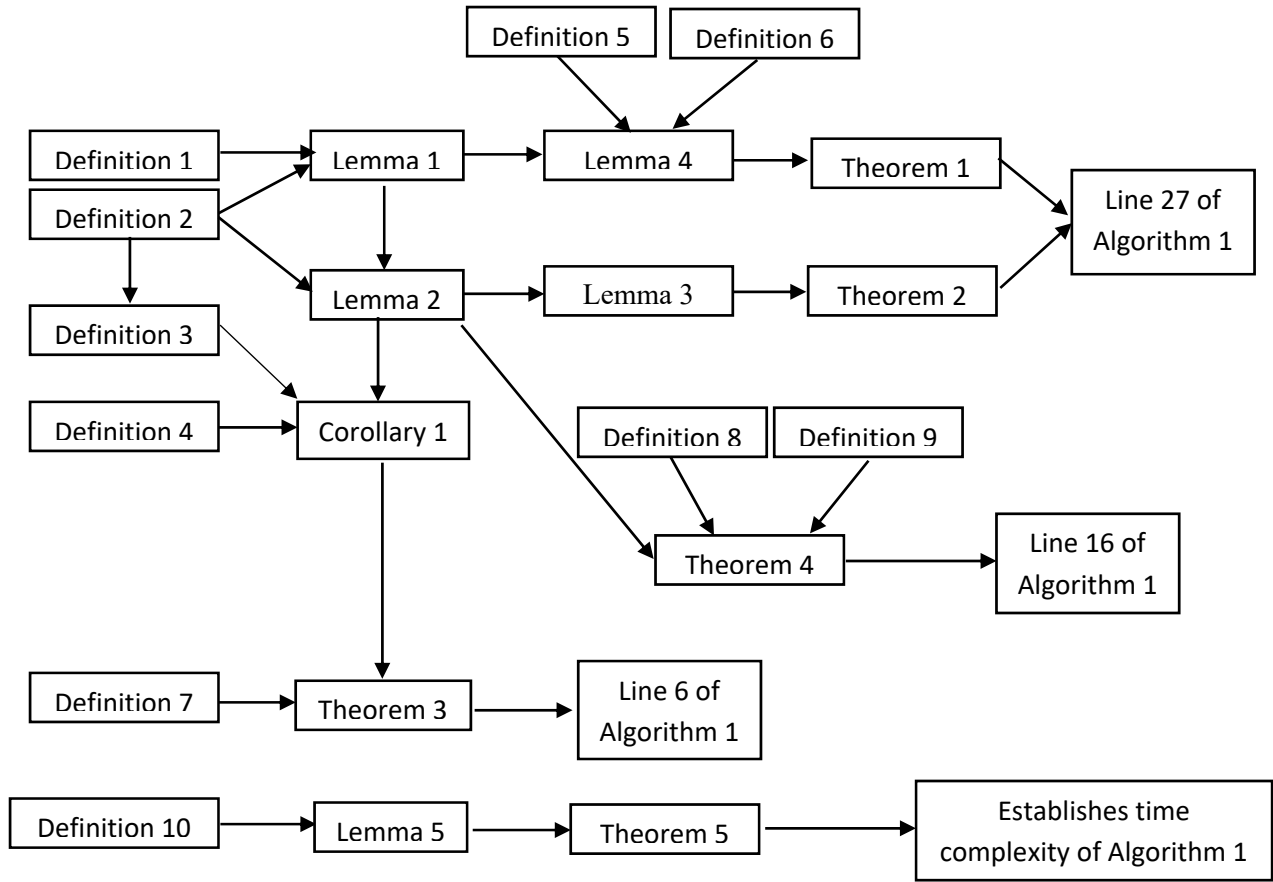 Definition 5
Definition 6
Definition 1
Lemma 1
Lemma 4
Theorem 1
Line 27 of
Algorithm 1
Definition 2
Lemma 2
Lemma 3
Theorem 2
Definition 3
Definition 4
Corollary 1
Definition 8
Definition 9
Theorem 4
Line 16 of
Algorithm 1
Definition 7
Theorem 3
Line 6 of
Algorithm 1
Definition 10
Lemma 5
Theorem 5
Establishes time
complexity of Algorithm 1